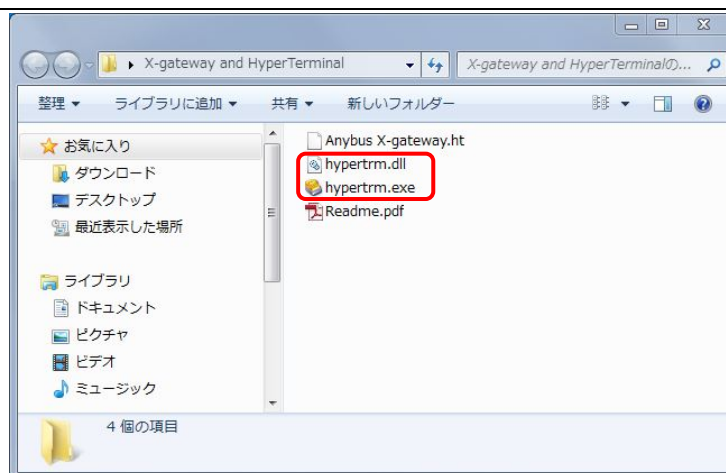 X-gateway and HyperTerminal
X-gateway and HyperTerminalの...
整理 ライブラリに追加 共有 新しいフォルダー
お気に入り
ダウンロード
デスクトップ
最近表示した場所
ライブラリ
ドキュメント
ピクチャ
ビデオ
ミュージック
Anybus X-gateway.ht
hypertrm.dll
hypertrm.exe
Readme.pdf
4 個の項目